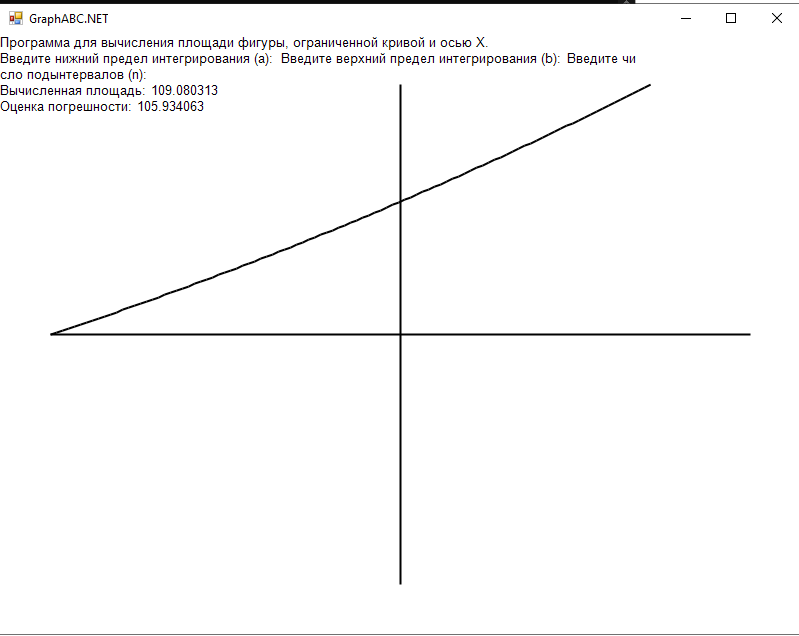 GraphABC.NET
Программа для вычисления площади фигуры, ограниченной кривой и осью X.
Введите нижний предел интегрирования (a):  Введите верхний предел интегрирования (b):  Введите чи
сло подынтервалов (n):
Вычисленная площадь: 109.080313
Оценка погрешности: 105.934063